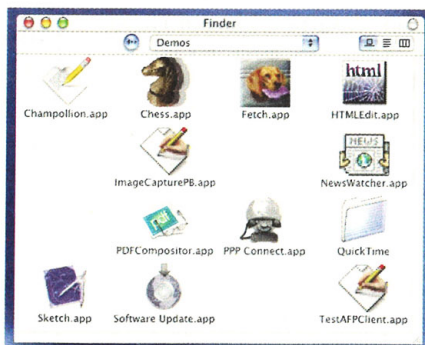 Finder
Demos
Champollion.app
Chess.app
Fetch.app
html
HTMLEdit.app
ImageCapturePB.app
NEWS
NewsWatcher.app
PDFCompositor.app
PPP Connect.app
QuickTime
Sketch.app
Software Update.app
TestAFPClient.app